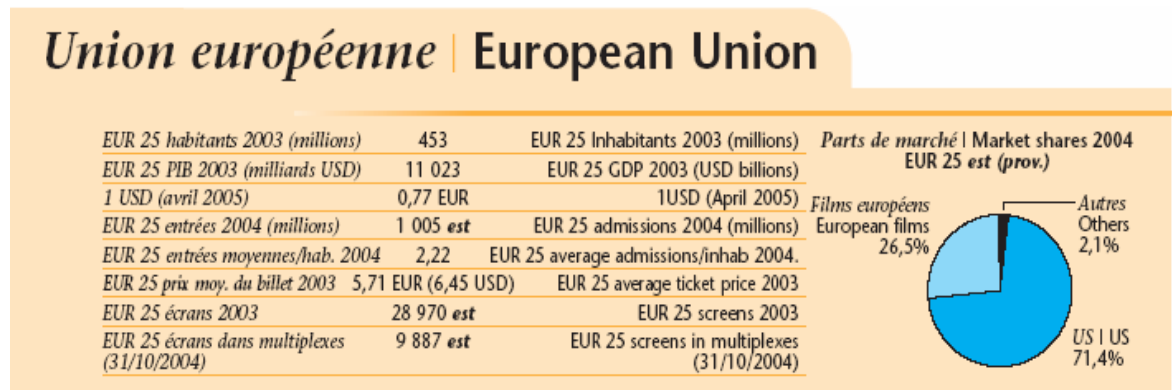 Union européenne | European Union
EUR 25 habitants 2003 (millions) 453 EUR 25 Inhabitants 2003 (millions)
EUR 25 PIB 2003 (milliards USD) 11 023 EUR 25 GDP 2003 (USD billions)
1 USD (avril 2005) 0,77 EUR 1USD (April 2005)
EUR 25 entrées 2004 (millions) 1 005 est EUR 25 admissions 2004 (millions)
EUR 25 entrées moyennes/hab. 2004 2,22 EUR 25 average admissions/inhab 2004.
EUR 25 prix moy. du billet 2003 5,71 EUR (6,45 USD) EUR 25 average ticket price 2003
EUR 25 écrans 2003 28 970 est EUR 25 screens 2003
EUR 25 écrans dans multiplexes 9 887 est EUR 25 screens in multiplexes
(31/10/2004) (31/10/2004)
Parts de marché | Market shares 2004
EUR 25 est (prov.)
Films européens
European films
26,5%
Autres
Others
2,1%
US | US
71,4%